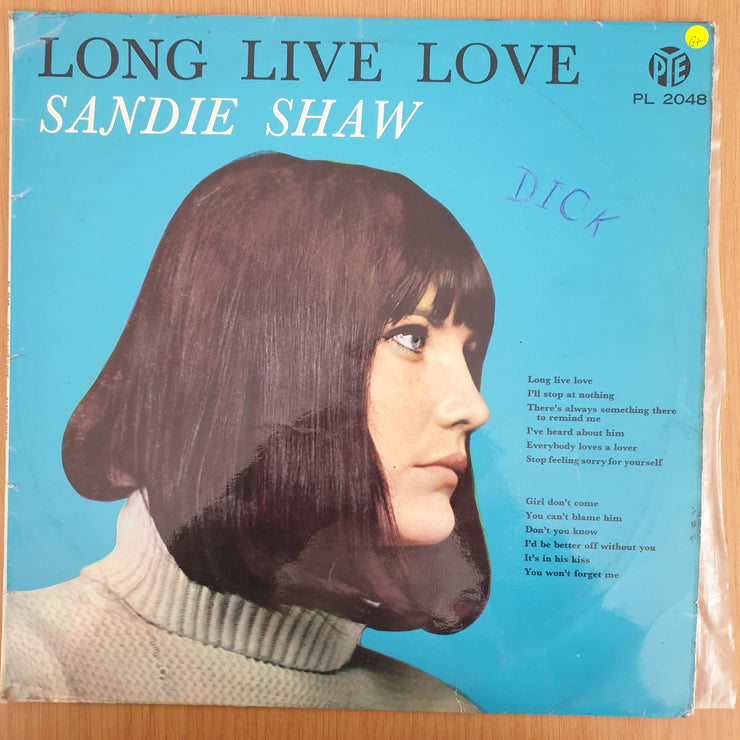 LONG LIVE LOVE
SANDIE SHAW
G+
PYE
PL 2048
DICK
Long live love
I'll stop at nothing
There's always something there
to remind me
I've heard about him
Everybody loves a lover
Stop feeling sorry for yourself
Girl don't come
You can't blame him
Don't you know
I'd be better off without you
It's in his kiss
You won't forget me